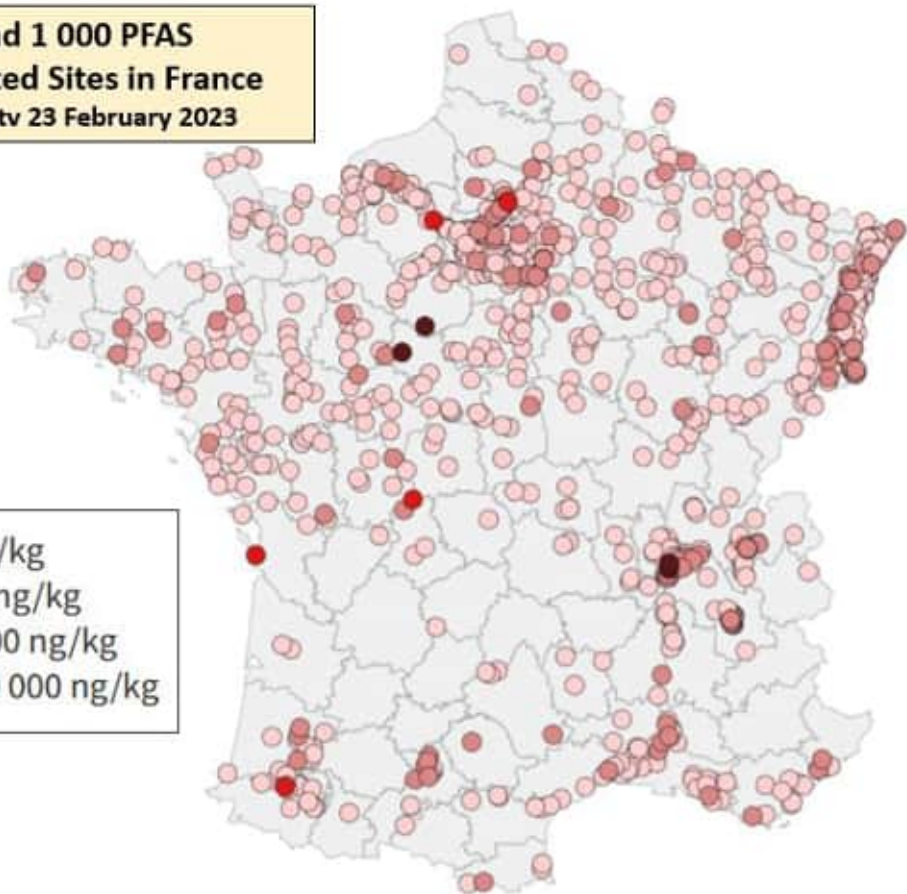 d 1 000 PFAS
ed Sites in France
tv 23 February 2023
/kg
ng/kg
00 ng/kg
000 ng/kg